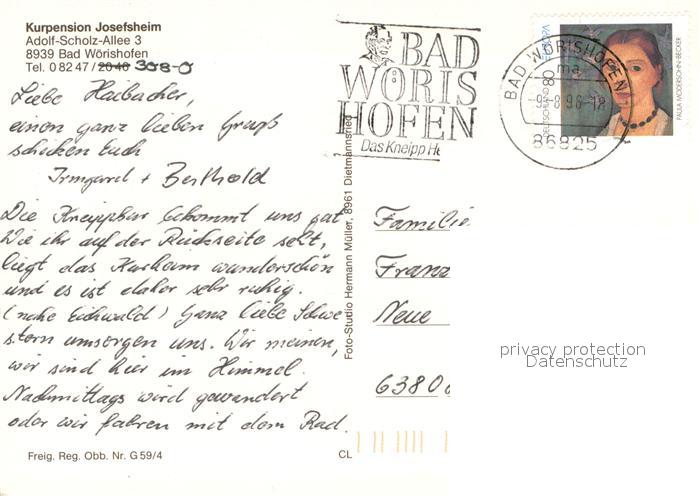 Kurpension Josefsheim
Adolf-Scholz-Allee 3
8939 Bad Wörishofen
Tel. 0 82 47 / 20 40 308-0
Liebe Haibacher,
einen ganz lieben Gruß
schicken Euch
Irmgard + Berthold
Die Kneippkur bekommt uns gut.
Wie ihr auf der Rückseite seht,
liegt das Kurheim wunderschön
und es ist daher sehr ruhig.
(nahe Eichwald) Ganz liebe Schwe
stern umsorgen uns. Wir meinen,
wir sind hier im Himmel.
Nachmittags wird gewandert
oder wir fahren mit dem Rad.
Freig. Reg. Obb. Nr. G 59/4
CL
Foto-Studio Hermann Müller, 8961 Dietmannsried
BAD
WÖRIS
HOFEN
Das Kneipp He
BAD WÖRISHOFEN
ma
9-8.96-18
86825
80
PAULA MODERSOHN-BECKER
Familie
Franz
Neue
6380
privacy protection
Datenschutz